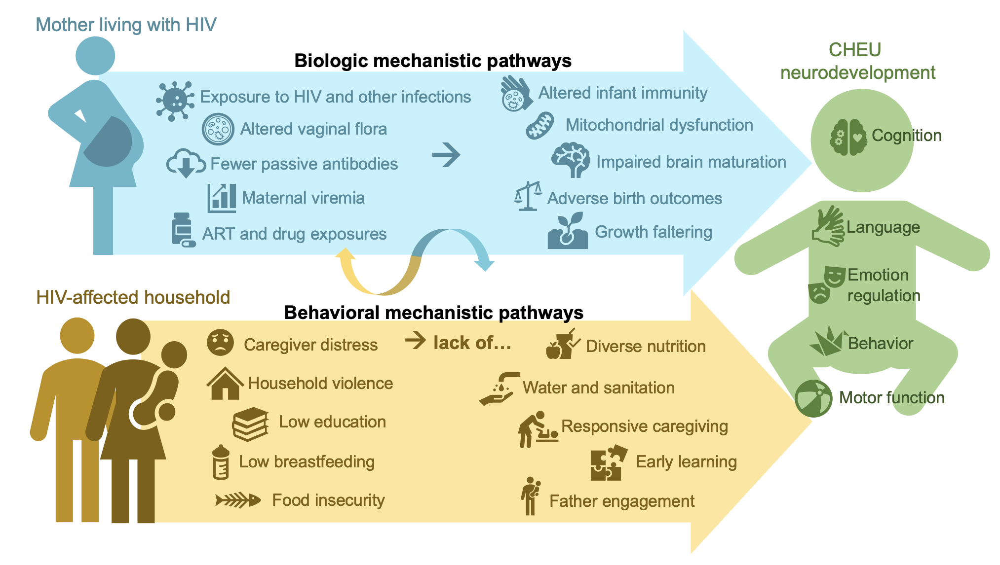 Mother living with HIV
Biologic mechanistic pathways
Exposure to HIV and other infections
Altered vaginal flora
Fewer passive antibodies
Maternal viremia
ART and drug exposures
Altered infant immunity
Mitochondrial dysfunction
Impaired brain maturation
Adverse birth outcomes
Growth faltering
HIV-affected household
Behavioral mechanistic pathways
Caregiver distress
Household violence
Low education
Low breastfeeding
Food insecurity
lack of...
Diverse nutrition
Water and sanitation
Responsive caregiving
Early learning
Father engagement
CHEU
neurodevelopment
Cognition
Language
Emotion
regulation
Behavior
Motor function